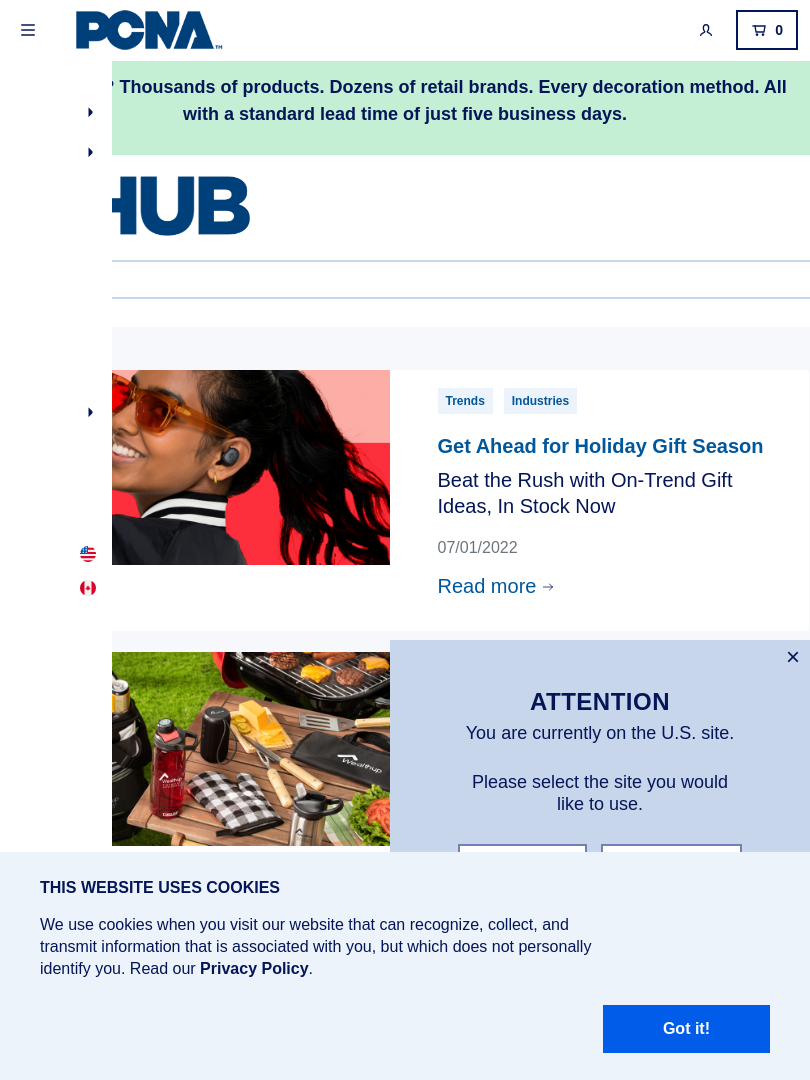 PCNA™
0
? Thousands of products. Dozens of retail brands. Every decoration method. All
with a standard lead time of just five business days.
HUB
Trends
Industries
Get Ahead for Holiday Gift Season
Beat the Rush with On-Trend Gift
Ideas, In Stock Now
07/01/2022
Read more →
Wealthup
Wealthup
×
ATTENTION
You are currently on the U.S. site.
Please select the site you would
like to use.
THIS WEBSITE USES COOKIES
We use cookies when you visit our website that can recognize, collect, and
transmit information that is associated with you, but which does not personally
identify you. Read our Privacy Policy.
Got it!